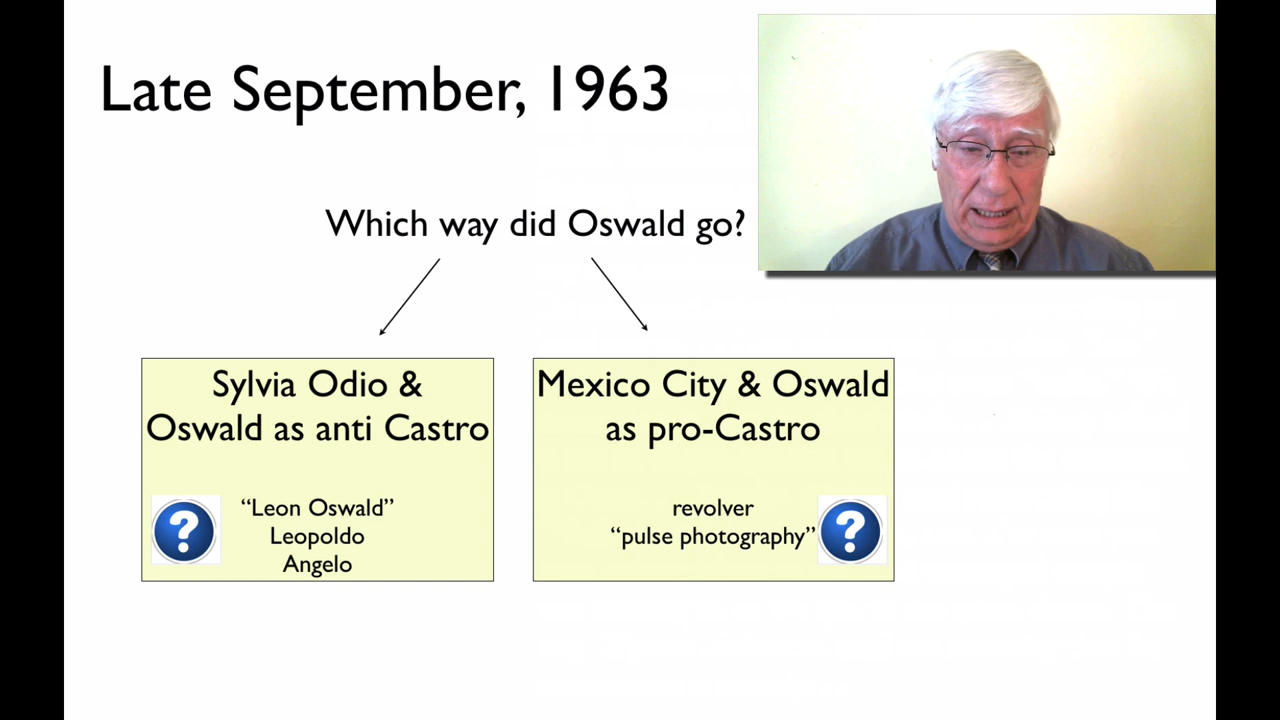 Late September, 1963
Which way did Oswald go?
Sylvia Odio &
Oswald as anti Castro
“Leon Oswald”
Leopoldo
Angelo
Mexico City & Oswald
as pro-Castro
revolver
“pulse photography”
?
?